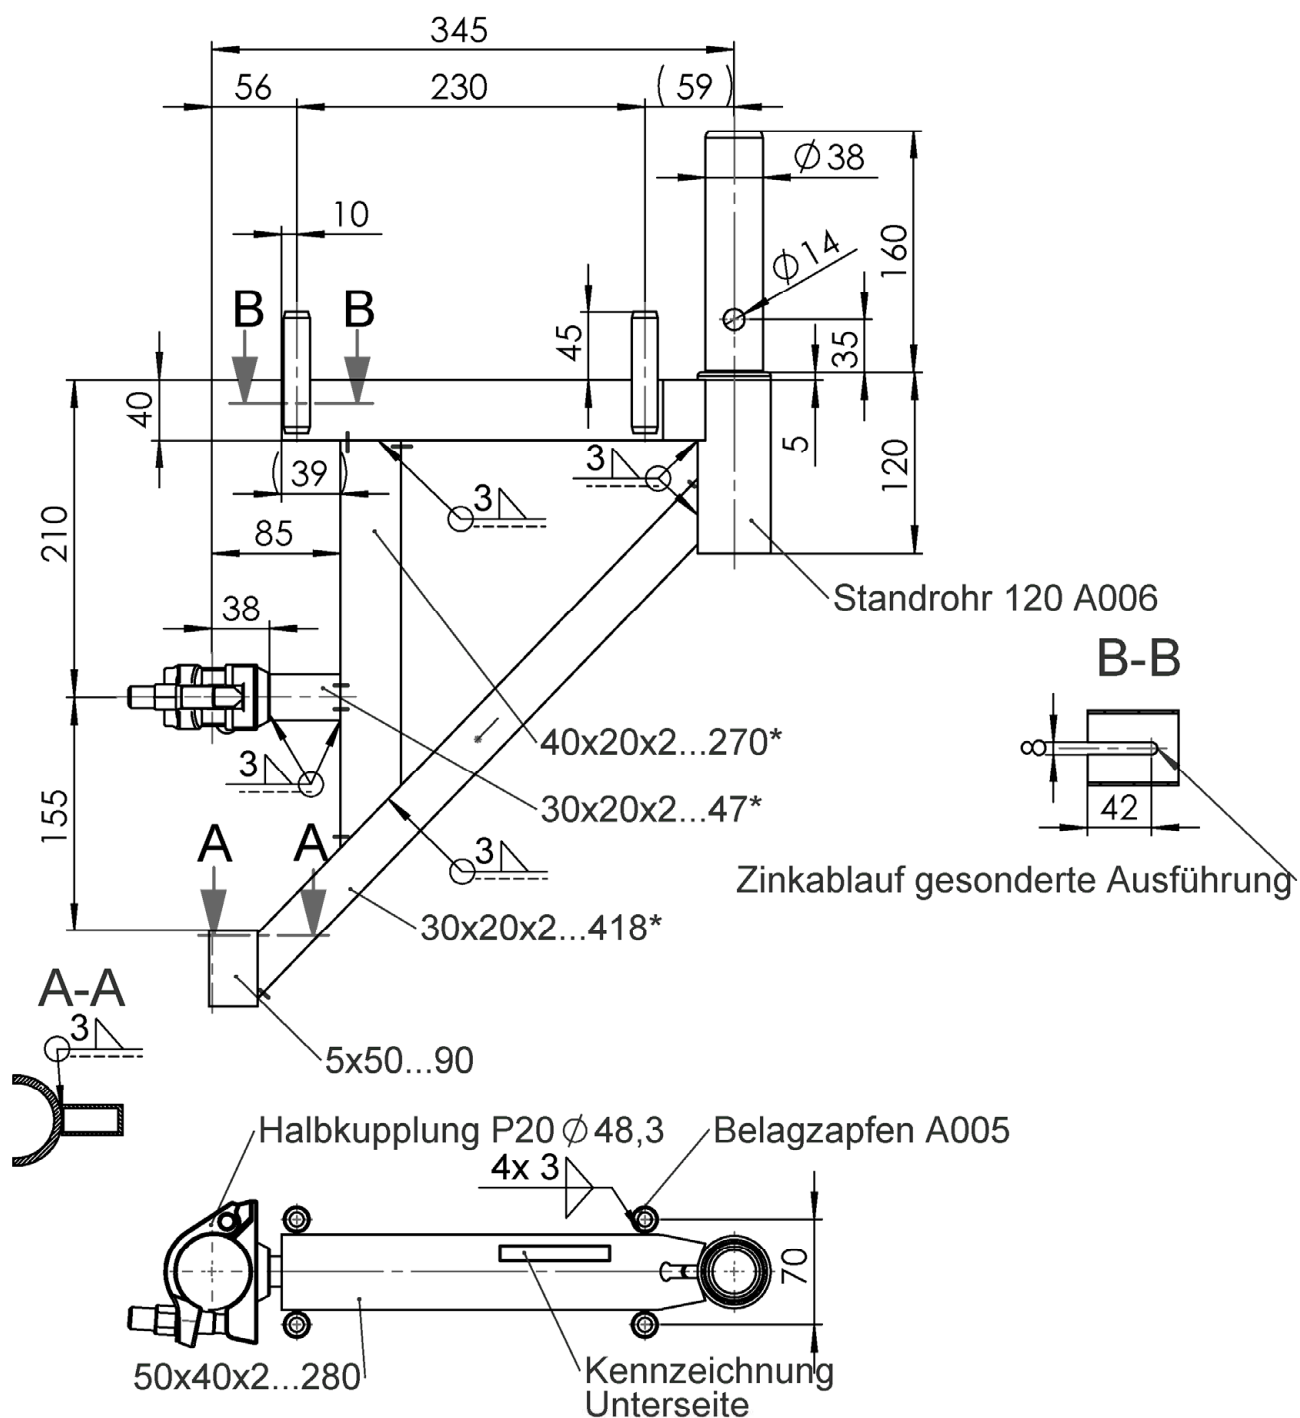 345
56
230
(59)
Ø38
10
160
Ø14
B
B
45
35
40
(39)
3
3
5
120
210
85
38
Standrohr 120 A006
B-B
8
42
40x20x2...270*
3
30x20x2...47*
155
A
A
3
Zinkablauf gesonderte Ausführung
30x20x2...418*
A-A
3
5x50...90
Halbkupplung P20 Ø48,3
Belagzapfen A005
4x 3
70
50x40x2...280
Kennzeichnung
Unterseite